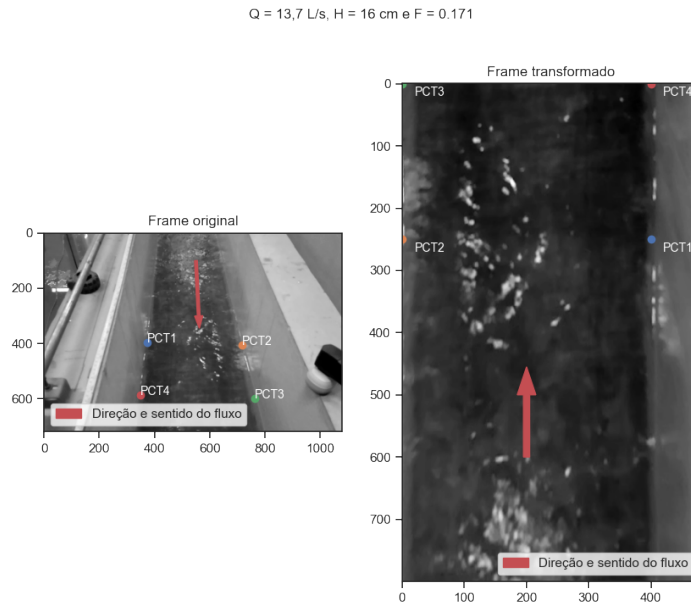 Q = 13,7 L/s, H = 16 cm e F = 0.171
Frame original
0
200
400
600
0
200
400
600
800
1000
PCT1
PCT2
PCT4
PCT3
Direção e sentido do fluxo
Frame transformado
0
100
200
300
400
500
600
700
0
100
200
300
400
PCT3
PCT4
PCT2
PCT1
Direção e sentido do fluxo